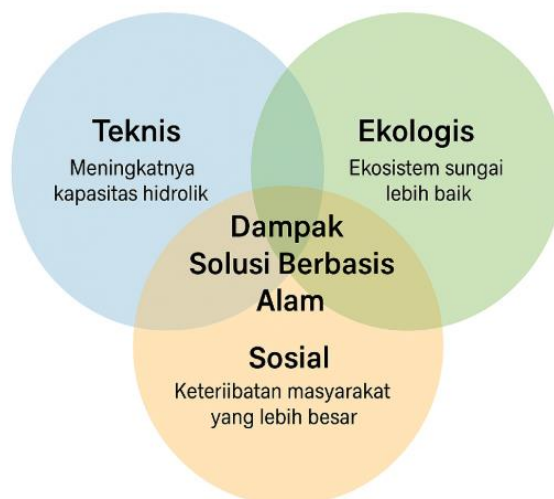 Teknis
Meningkatnya
kapasitas hidrolik
Ekologis
Ekosistem sungai
lebih baik
Dampak
Solusi Berbasis
Alam
Sosial
Keteriibatan masyarakat
yang lebih besar